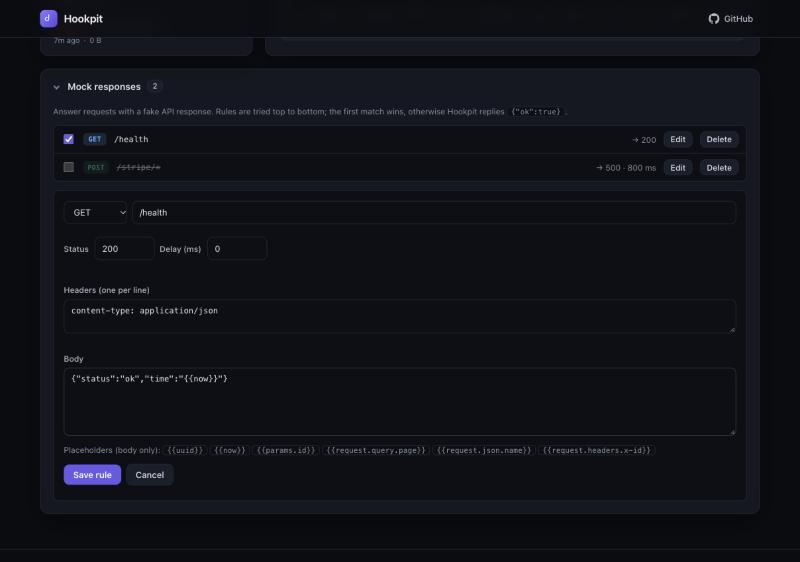 Hookpit
GitHub
7m ago · 0 B
Mock responses 2
Answer requests with a fake API response. Rules are tried top to bottom; the first match wins, otherwise Hookpit replies {"ok":true} .
GET /health → 200 Edit Delete
POST /stripe/* → 500 · 800 ms Edit Delete
GET /health
Status 200 Delay (ms) 0
Headers (one per line)
content-type: application/json
Body
{"status":"ok","time":"{{now}}"}
Placeholders (body only): {{uuid}} {{now}} {{params.id}} {{request.query.page}} {{request.json.name}} {{request.headers.x-id}}
Save rule Cancel